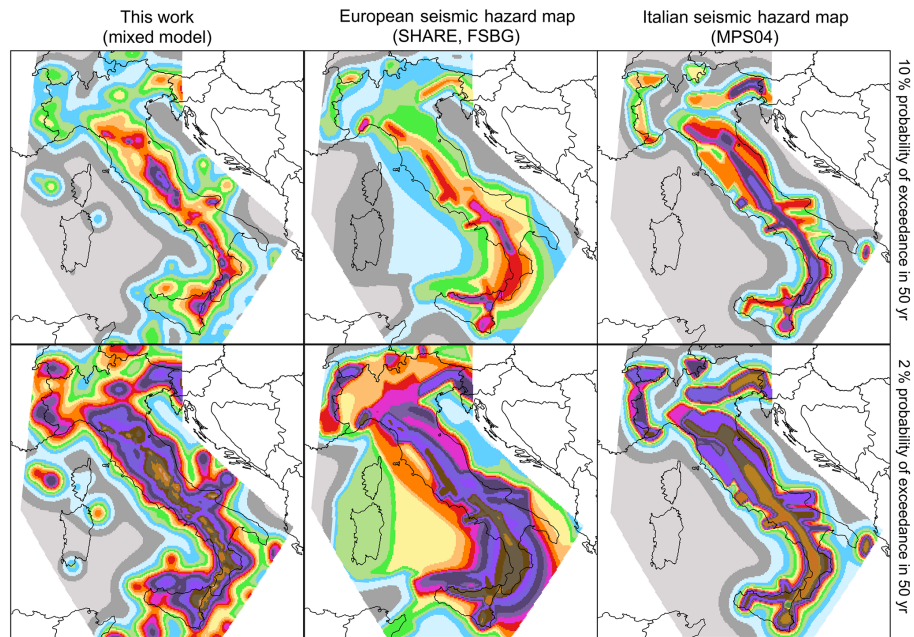 This work
(mixed model)
European seismic hazard map
(SHARE, FSBG)
Italian seismic hazard map
(MPS04)
10% probability of exceedance in 50 yr
2% probability of exceedance in 50 yr